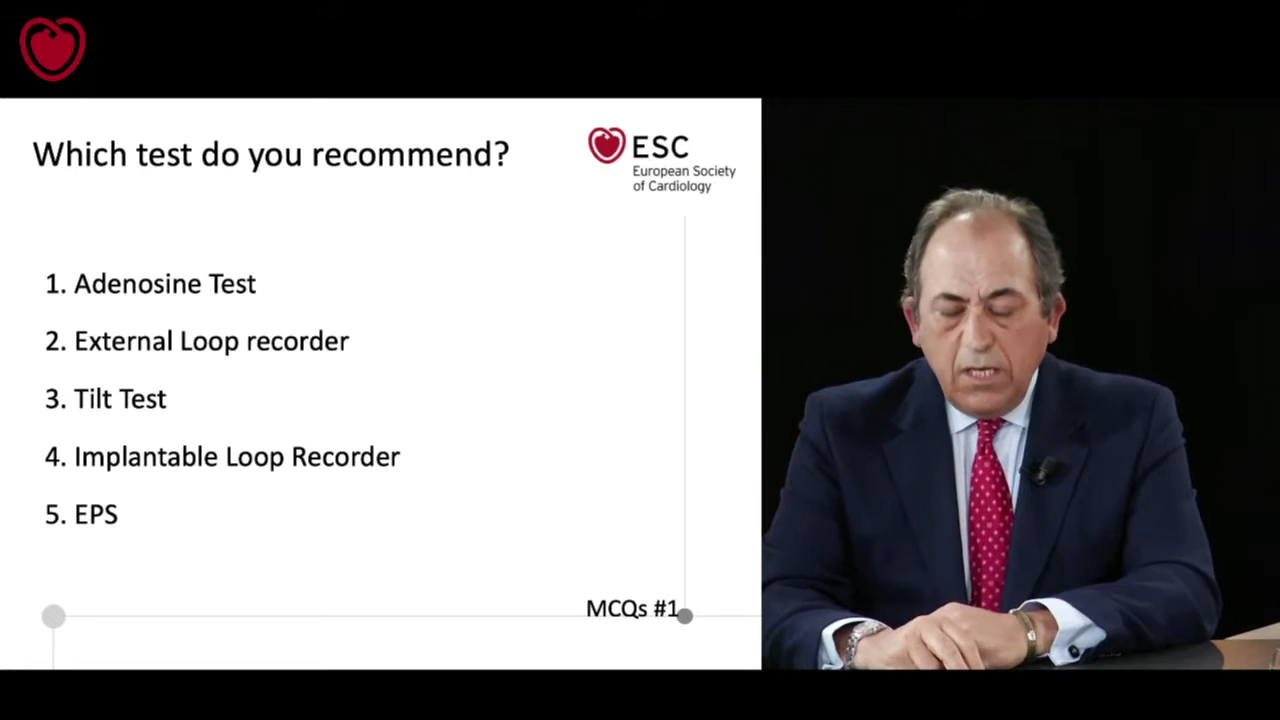 Which test do you recommend?
ESC
European Society
of Cardiology
1. Adenosine Test
2. External Loop recorder
3. Tilt Test
4. Implantable Loop Recorder
5. EPS
MCQs #1